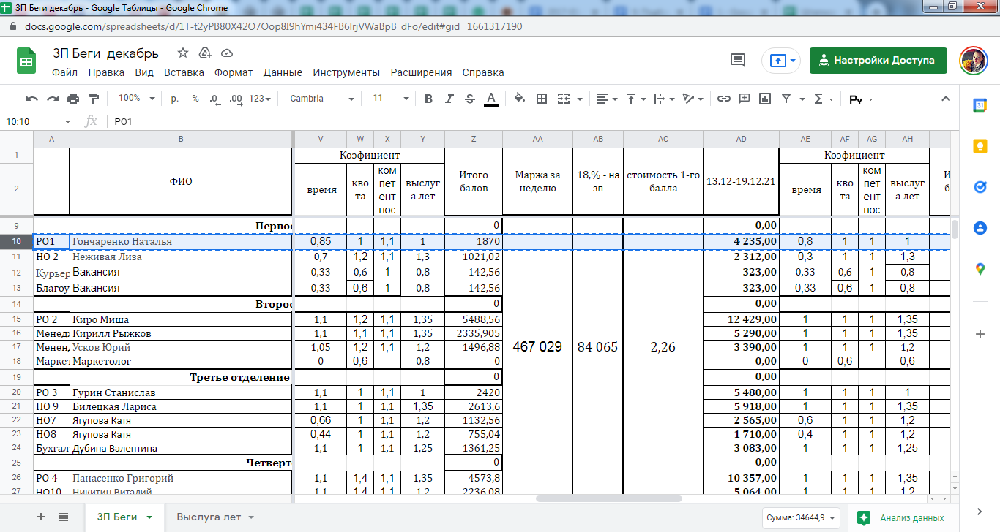 ЗП Беги декабрь - Google Таблицы - Google Chrome
docs.google.com/spreadsheets/d/1T-t2yPB80X42O7Oop8I9hYmi434FB6IrjVWaBpB_dFo/edit#gid=1661317190
ЗП Беги декабрь
Настройки Доступа
Файл Правка Вид Вставка Формат Данные Инструменты Расширения Справка
100% р. % .0 .00 123 Cambria 11 B I S A Σ Ру
10:10 fx РО1
A B V W X Y Z AA AB AC AD AE AF AG AH
1 Коэфициент Коэфициент
2 ФИО время кво та ком пет ент нос выслуг а лет Итого балов Маржа за неделю 18,% - на зп стоимость 1-го балла 13.12-19.12.21 время кво та ком пет ент нос выслуг а лет
9 Первое 0 0,00
10 РО1 Гончаренко Наталья 0,85 1 1,1 1 1870 4 235,00 0,8 1 1 1
11 НО 2 Неживая Лиза 0,7 1,2 1,1 1,3 1021,02 2 312,00 0,3 1 1 1,3
12 Курьер Вакансия 0,33 0,6 1 0,8 142,56 323,00 0,33 0,6 1 0,8
13 Благоу Вакансия 0,33 0,6 1 0,8 142,56 323,00 0,33 0,6 1 0,8
14 Второе 0 0,00
15 РО 2 Киро Миша 1,1 1,2 1,1 1,35 5488,56 12 429,00 1 1 1 1,35
16 Менед Кирилл Рыжков 1,1 1,1 1,1 1,35 2335,905 5 290,00 1 1 1 1,35
17 Менед Усков Юрий 1,05 1,2 1,1 1,2 1496,88 467 029 84 065 2,26 3 390,00 1 1 1 1,2
18 Маркет Маркетолог 0 0,6 0,8 0 0,00 0 0,6 0,6
19 Третье отделение 0 0,00
20 РО 3 Гурин Станислав 1,1 1 1,1 1 2420 5 480,00 1 1 1 1
21 НО 9 Билецкая Лариса 1,1 1 1,1 1,35 2613,6 5 918,00 1 1 1 1,35
22 НО7 Ягупова Катя 0,66 1 1,1 1,2 1132,56 2 565,00 0,6 1 1 1,2
23 НО8 Ягупова Катя 0,44 1 1,1 1,2 755,04 1 710,00 0,4 1 1 1,2
24 Бухгал Дубина Валентина 1,1 1 1,1 1,25 1361,25 3 083,00 1 1 1 1,25
25 Четверт 0 0,00
26 РО 4 Панасенко Григорий 1,1 1,4 1,1 1,35 4573,8 10 357,00 1 1 1 1,35
27 НО10 Никитин Виталий 1,1 1,4 1,1 1,2 2236,08 5 064,00 1 1 1 1,2
ЗП Беги Выслуга лет Сумма: 34644,9 Анализ данных
31